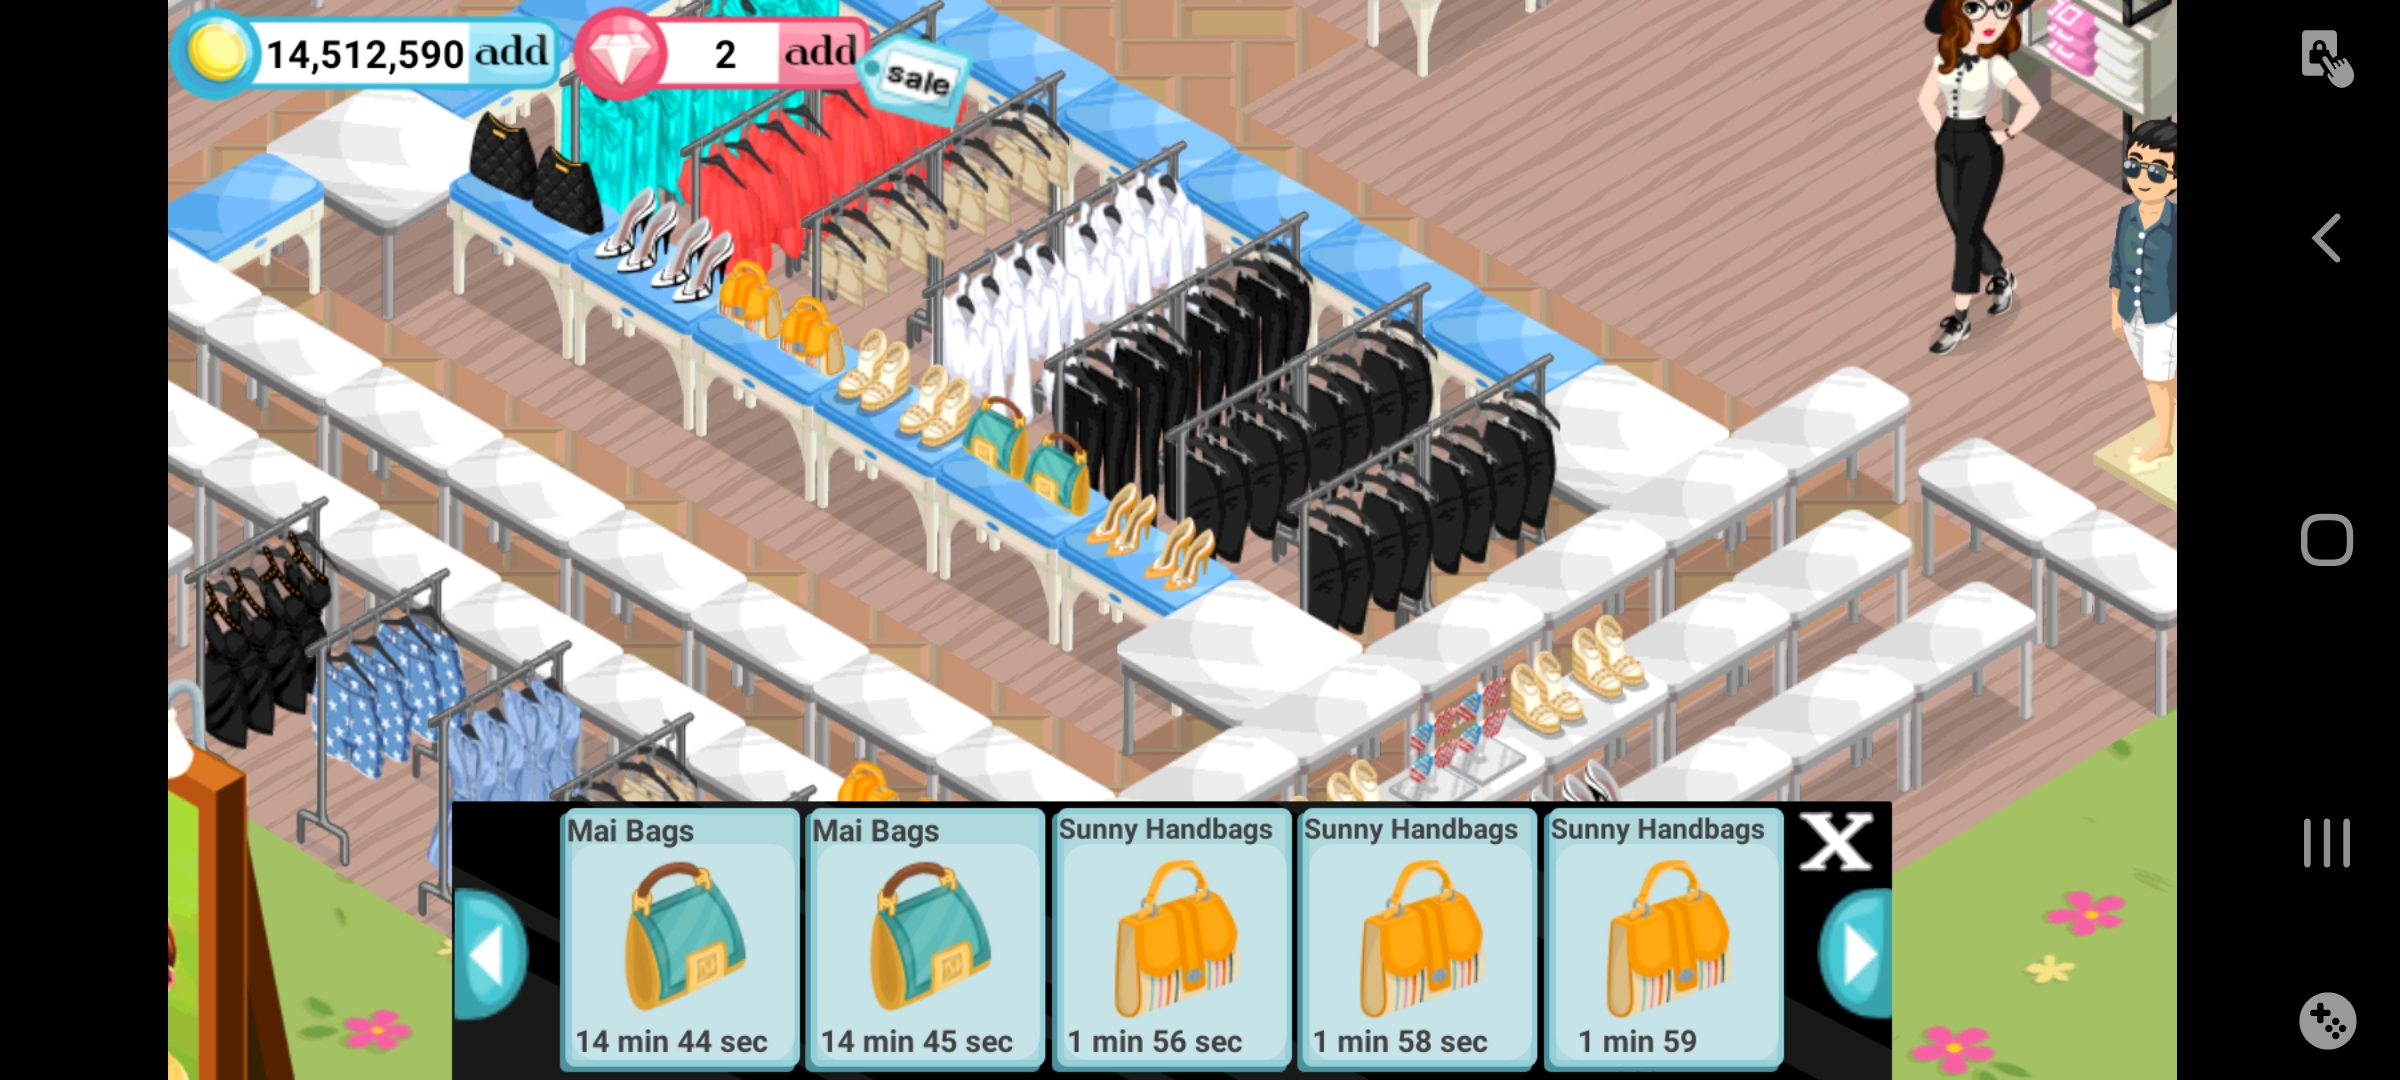 14,512,590 add
2 add
sale
Mai Bags
14 min 44 sec
Mai Bags
14 min 45 sec
Sunny Handbags
1 min 56 sec
Sunny Handbags
1 min 58 sec
Sunny Handbags
1 min 59
X